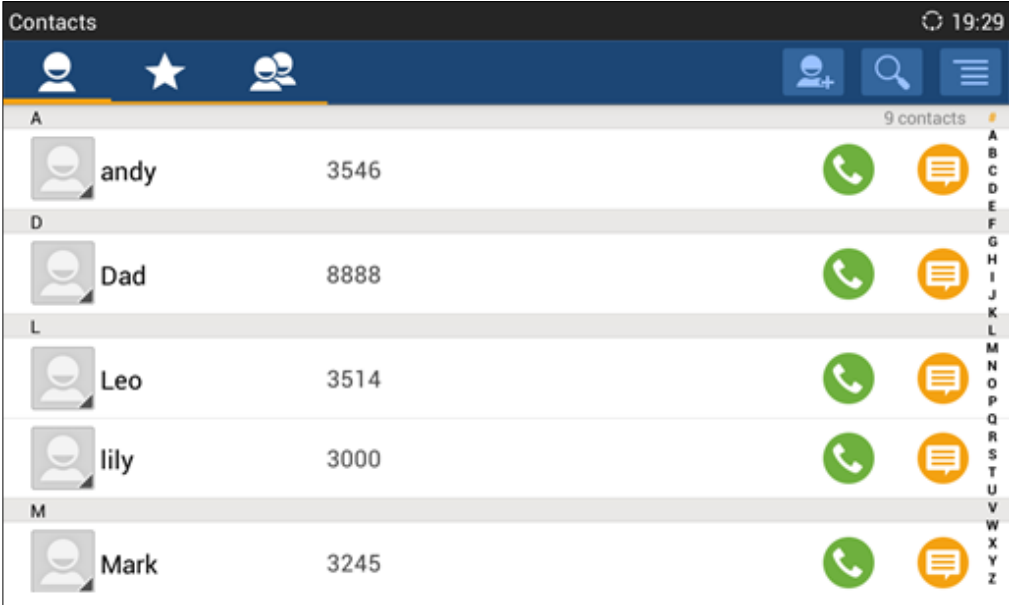 Contacts 19:29
A 9 contacts
andy 3546
D
Dad 8888
L
Leo 3514
lily 3000
M
Mark 3245
#
A
B
C
D
E
F
G
H
I
J
K
L
M
N
O
P
Q
R
S
T
U
V
W
X
Y
Z